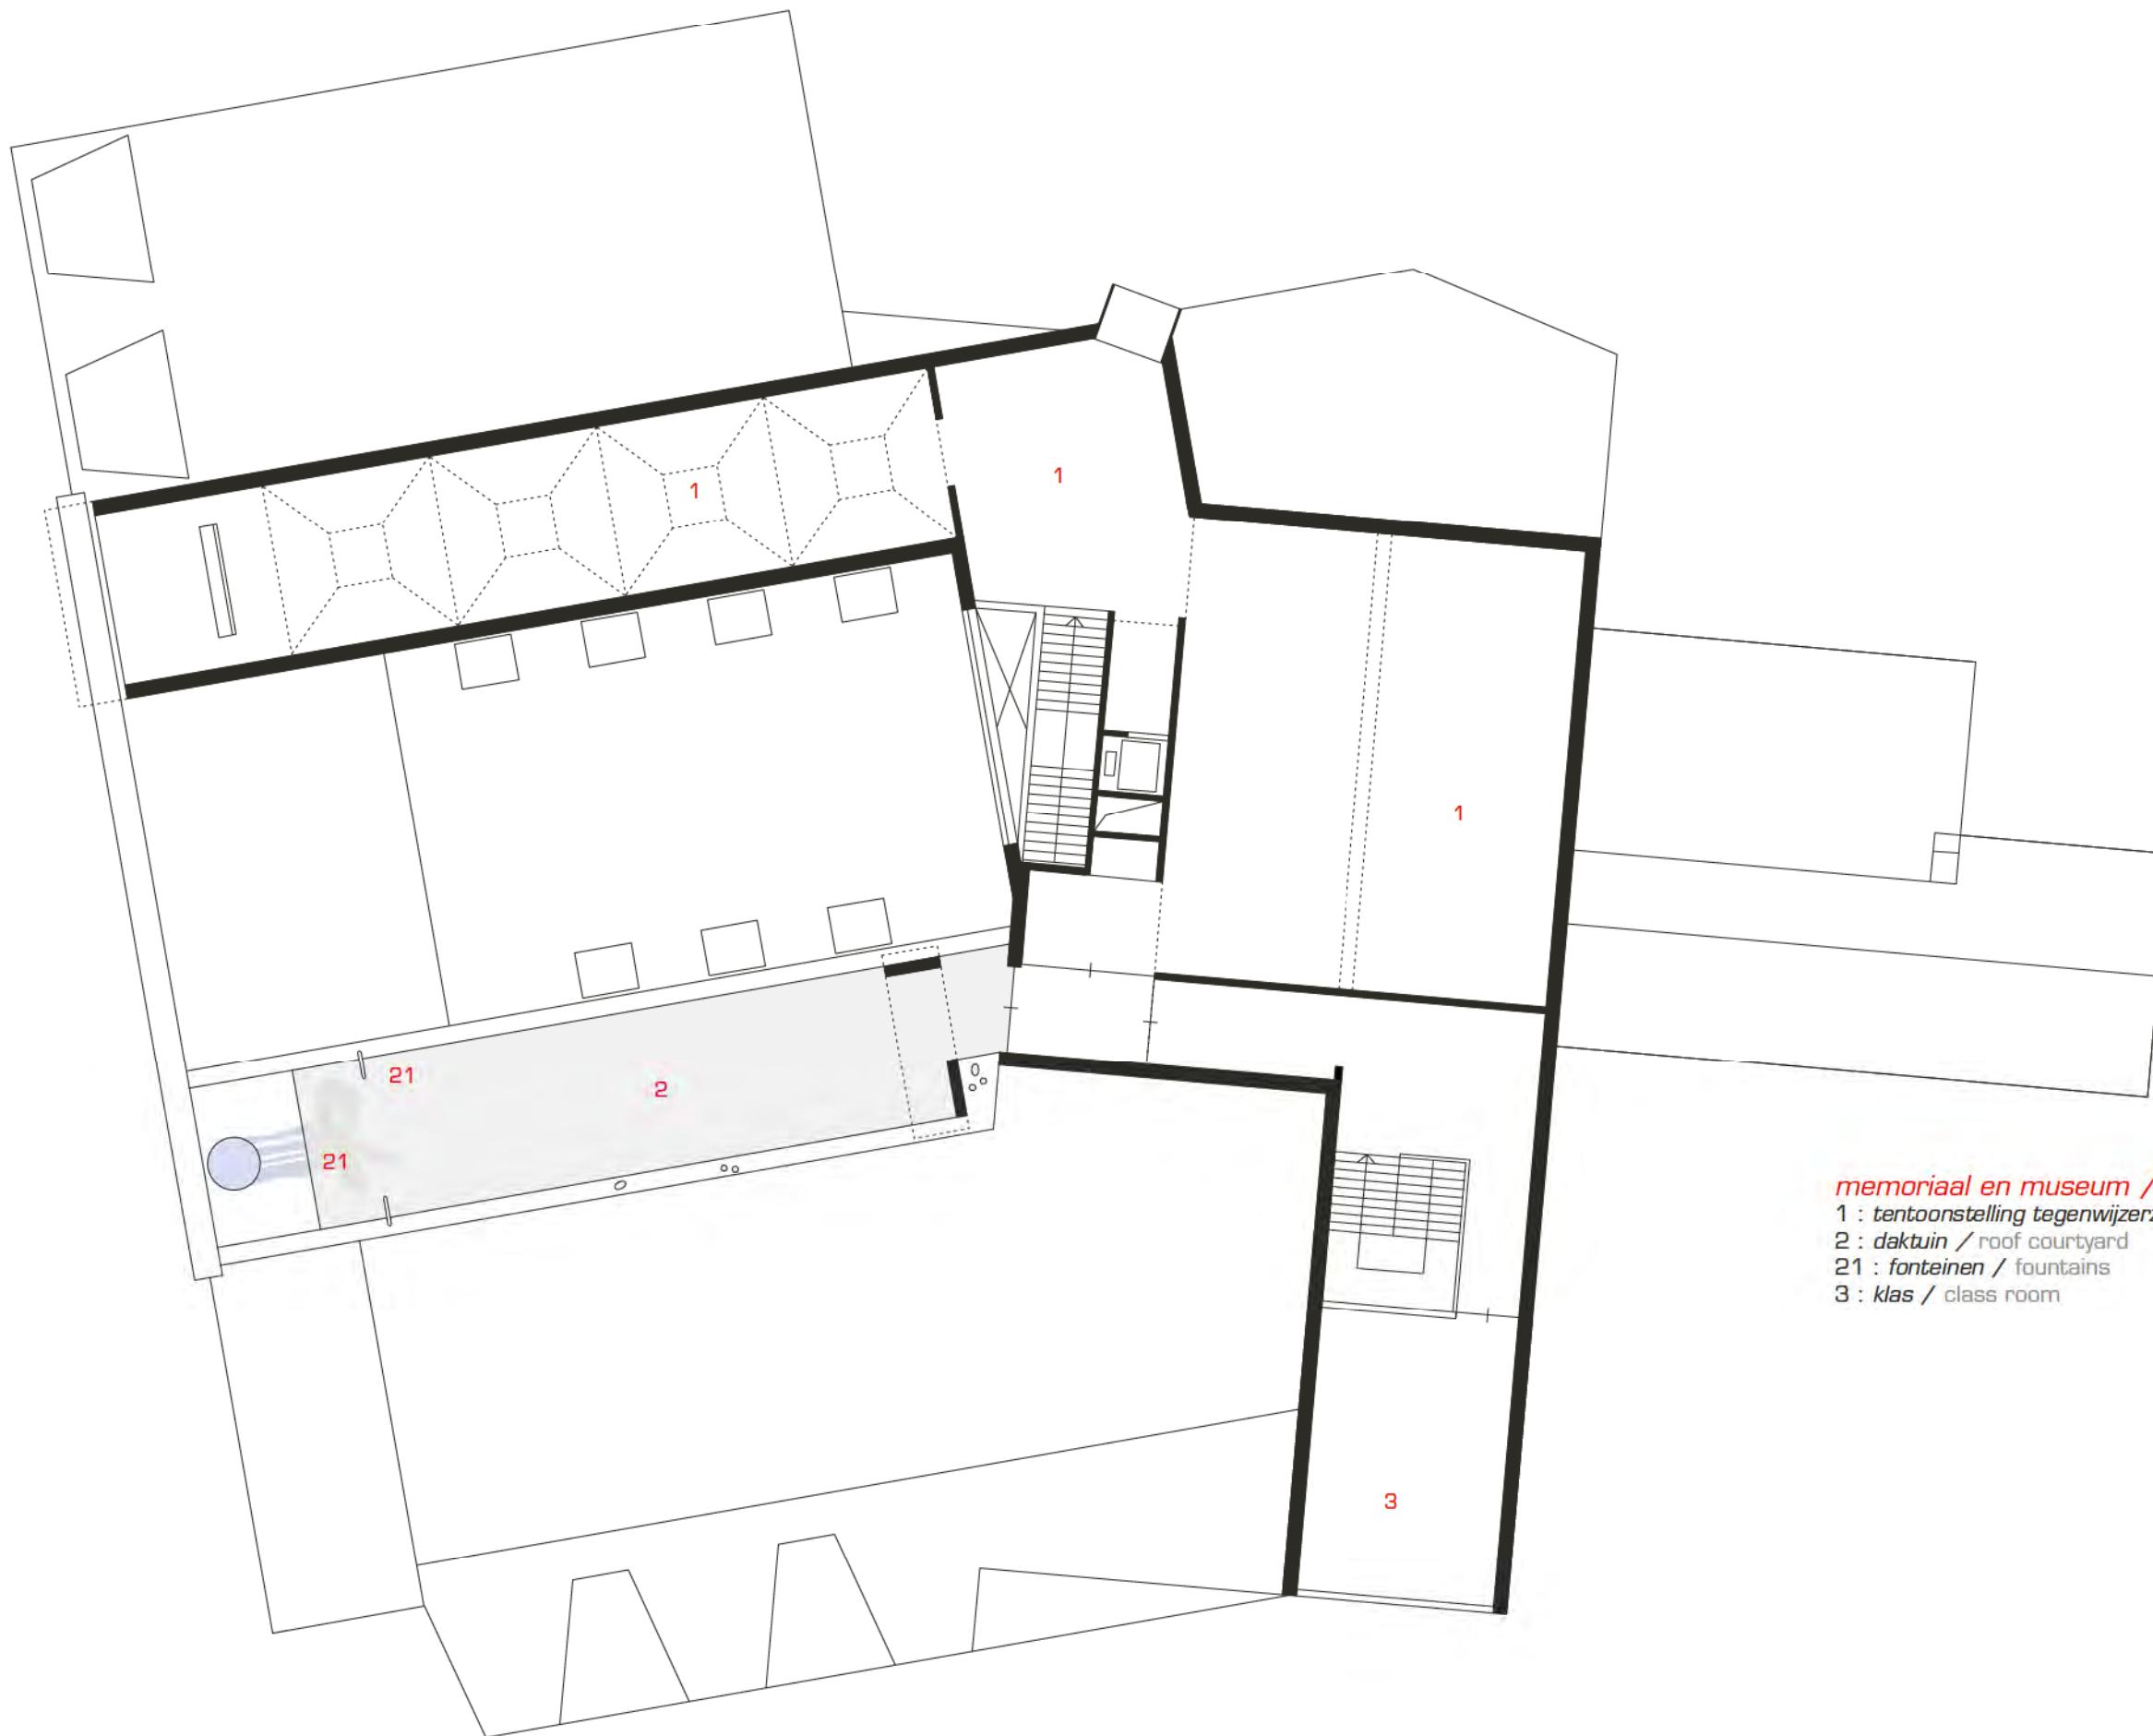 1
1
1
21
2
21
3
memoriaal en museum /
1 : tentoonstelling tegenwijzerz
2 : daktuin / roof courtyard
21 : fonteinen / fountains
3 : klas / class room